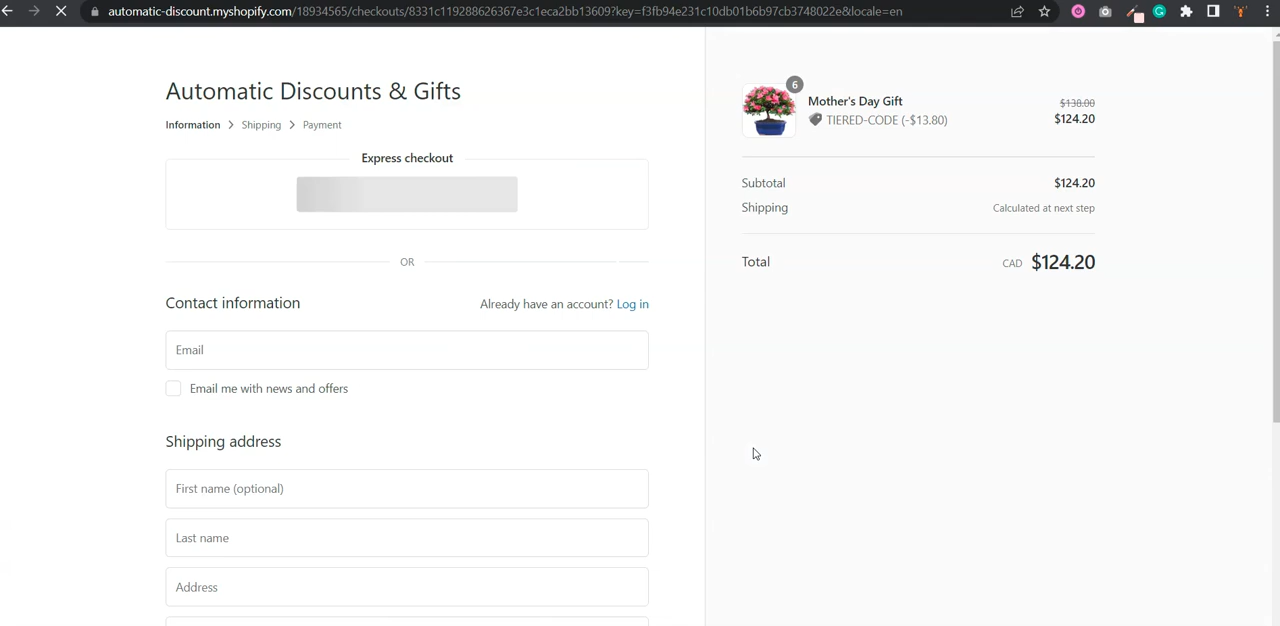 automatic-discount.myshopify.com/18934565/checkouts/8331c119288626367e3c1eca2bb13609?key=f3fb94e231c10db01b6b97cb3748022e&locale=en
Automatic Discounts & Gifts
Information > Shipping > Payment
Express checkout
OR
Contact information
Already have an account? Log in
Email
Email me with news and offers
Shipping address
First name (optional)
Last name
Address
6
Mother's Day Gift
$138.00
TIERED-CODE (-$13.80)
$124.20
Subtotal $124.20
Shipping Calculated at next step
Total CAD $124.20